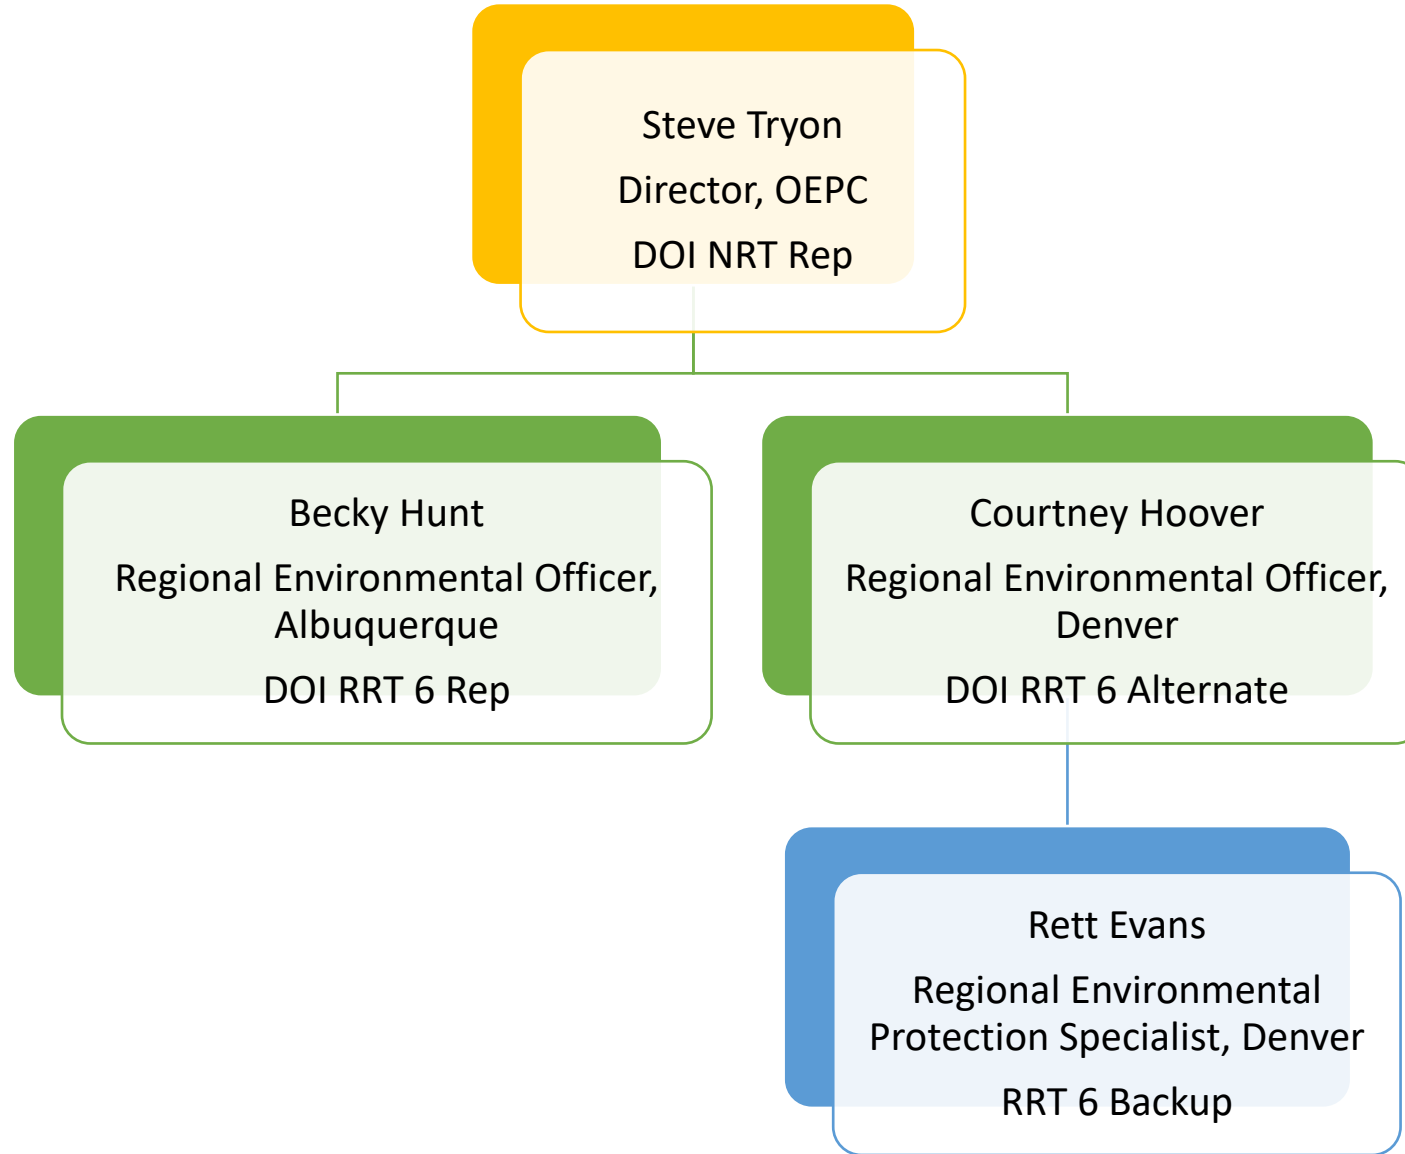 Steve Tryon
Director, OEPC
DOI NRT Rep
Becky Hunt
Regional Environmental Officer,
Albuquerque
DOI RRT 6 Rep
Courtney Hoover
Regional Environmental Officer,
Denver
DOI RRT 6 Alternate
Rett Evans
Regional Environmental
Protection Specialist, Denver
RRT 6 Backup